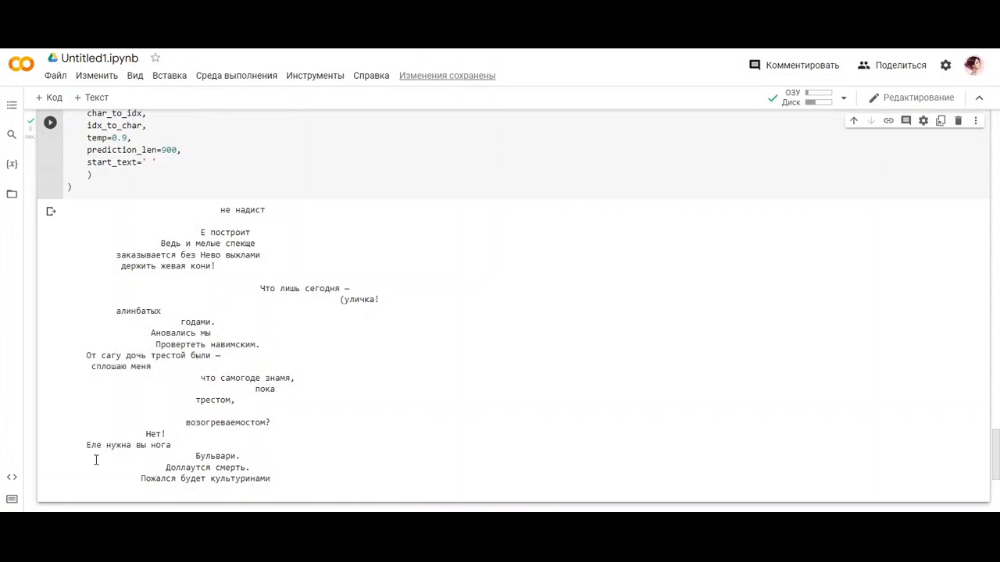 Untitled1.ipynb
Комментировать
Поделиться
Файл Изменить Вид Вставка Среда выполнения Инструменты Справка Изменения сохранены
+ Код + Текст
ОЗУ
Диск
Редактирование
char_to_idx,
idx_to_char,
temp=0.9,
prediction_len=900,
start_text=' '
)
)
не надист
Е построит
Ведь и мелые спекще
заказывается без Нево выжлами
держить жевая кони!
Что лишь сегодня —
(уличка!
алинбатых
годами.
Ановались мы
Провертеть навимским.
От сагу дочь трестой были —
сплошаю меня
что самогоде знамя,
пока
трестом,
возогреваемостом?
Нет!
Еле нужна вы нога
Бульвари.
Доллаутся смерть.
Пожался будет культуринами